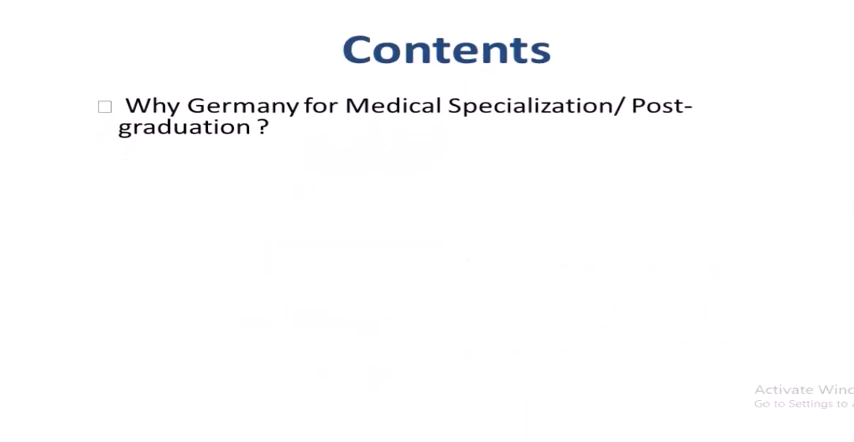 Contents
□ Why Germany for Medical Specialization/ Post-
graduation ?
Activate Wind
Go to Settings to